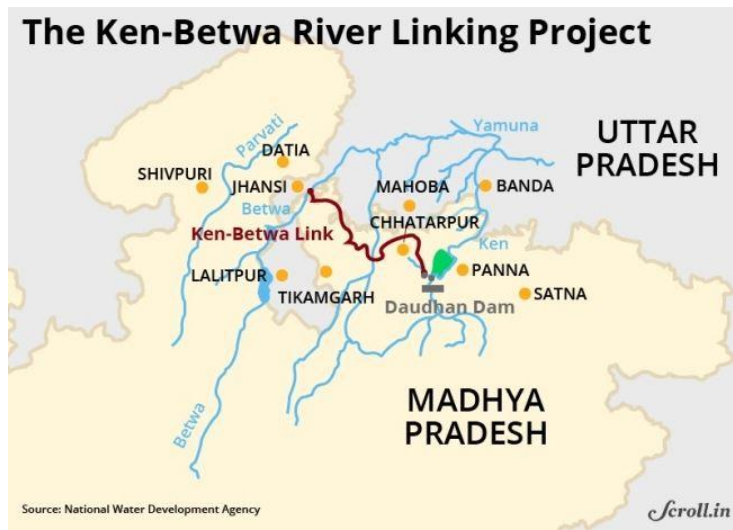 The Ken-Betwa River Linking Project
Yamuna
UTTAR
PRADESH
Parvati
DATIA
SHIVPURI
JHANSI
MAHOBA
BANDA
Betwa
CHHATARPUR
Ken-Betwa Link
Ken
LALITPUR
PANNA
TIKAMGARH
SATNA
Daudhan Dam
MADHYA
PRADESH
Betwa
Source: National Water Development Agency
Scroll.in